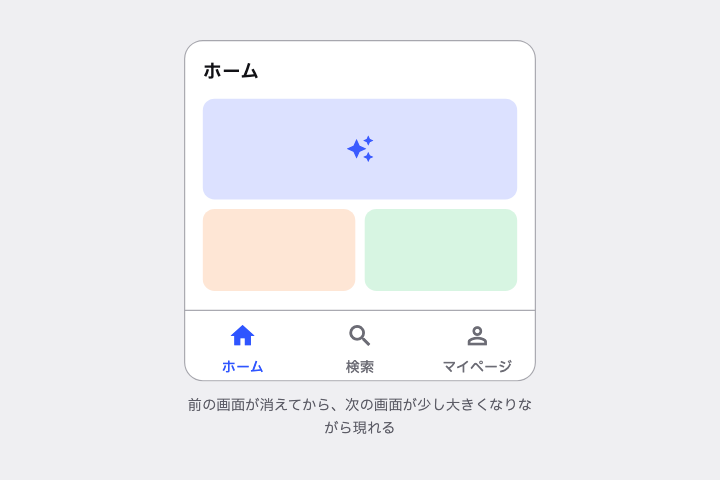 ホーム
ホーム
検索
マイページ
前の画面が消えてから、次の画面が少し大きくなりな
がら現れる